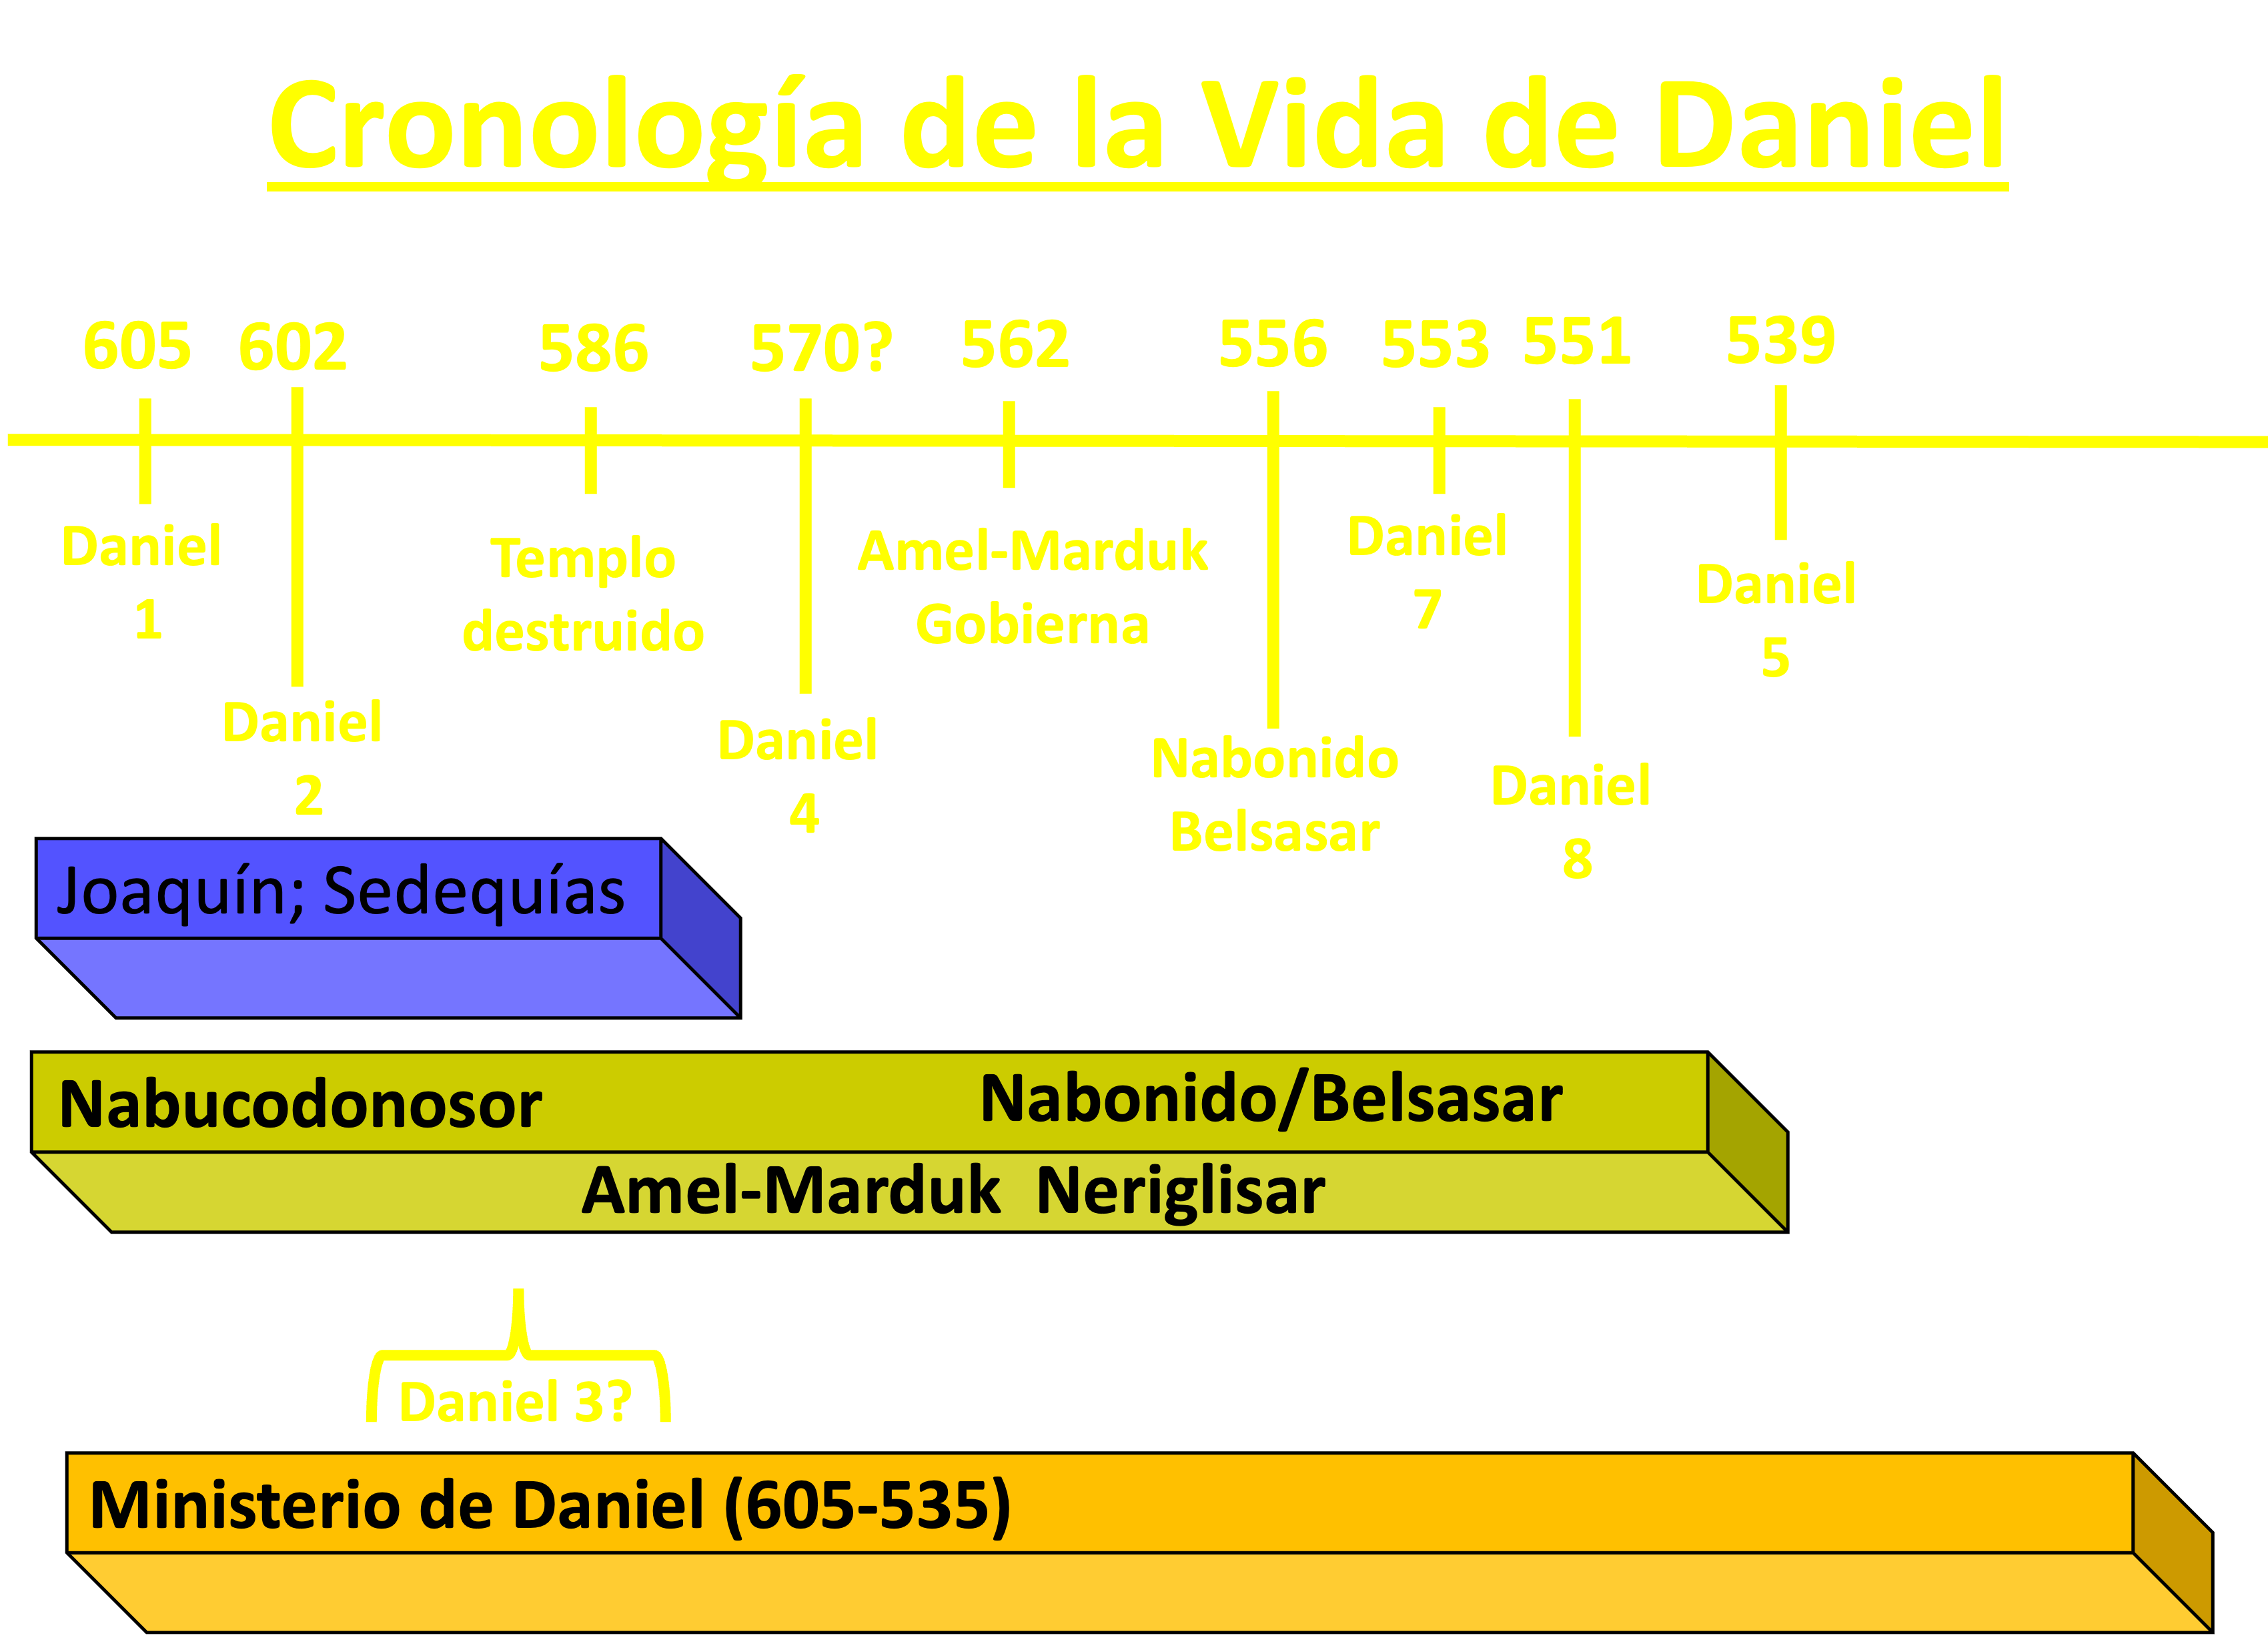 Cronología de la Vida de Daniel
605 602 586 570? 562 556 553 551 539
Daniel
1
Daniel
2
Templo
destruido
Daniel
4
Amel-Marduk
Gobierna
Nabonido
Belsasar
Daniel
7
Daniel
8
Daniel
5
Joaquín; Sedequías
Nabucodonosor
Nabonido/Belsasar
Amel-Marduk Neriglisar
Daniel 3?
Ministerio de Daniel (605-535)